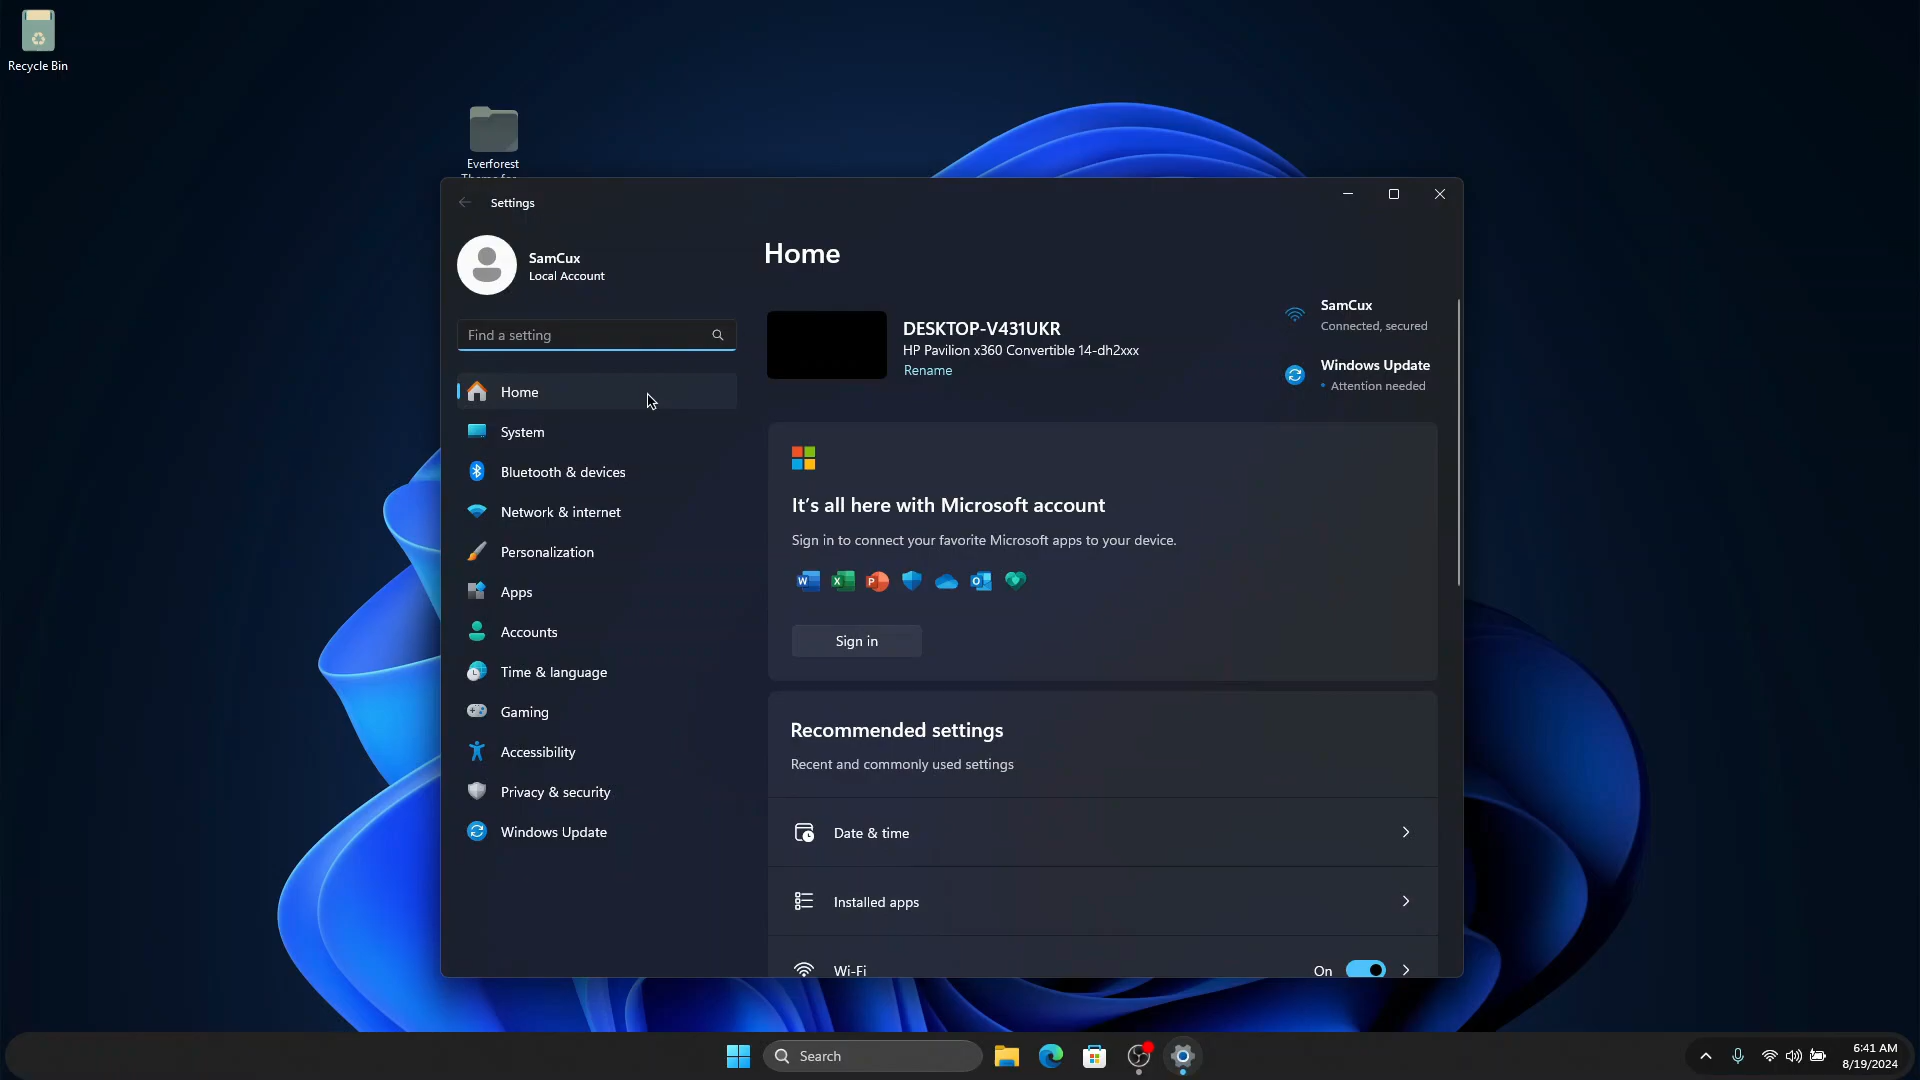 Recycle Bin
Everforest
Settings
SamCux
Local Account
Find a setting
Home
System
Bluetooth & devices
Network & internet
Personalization
Apps
Accounts
Time & language
Gaming
Accessibility
Privacy & security
Windows Update
Home
DESKTOP-V431UKR
HP Pavilion x360 Convertible 14-dh2xxx
Rename
SamCux
Connected, secured
Windows Update
Attention needed
It's all here with Microsoft account
Sign in to connect your favorite Microsoft apps to your device.
Sign in
Recommended settings
Recent and commonly used settings
Date & time
Installed apps
Wi-Fi
On
Search
6:41 AM
8/19/2024